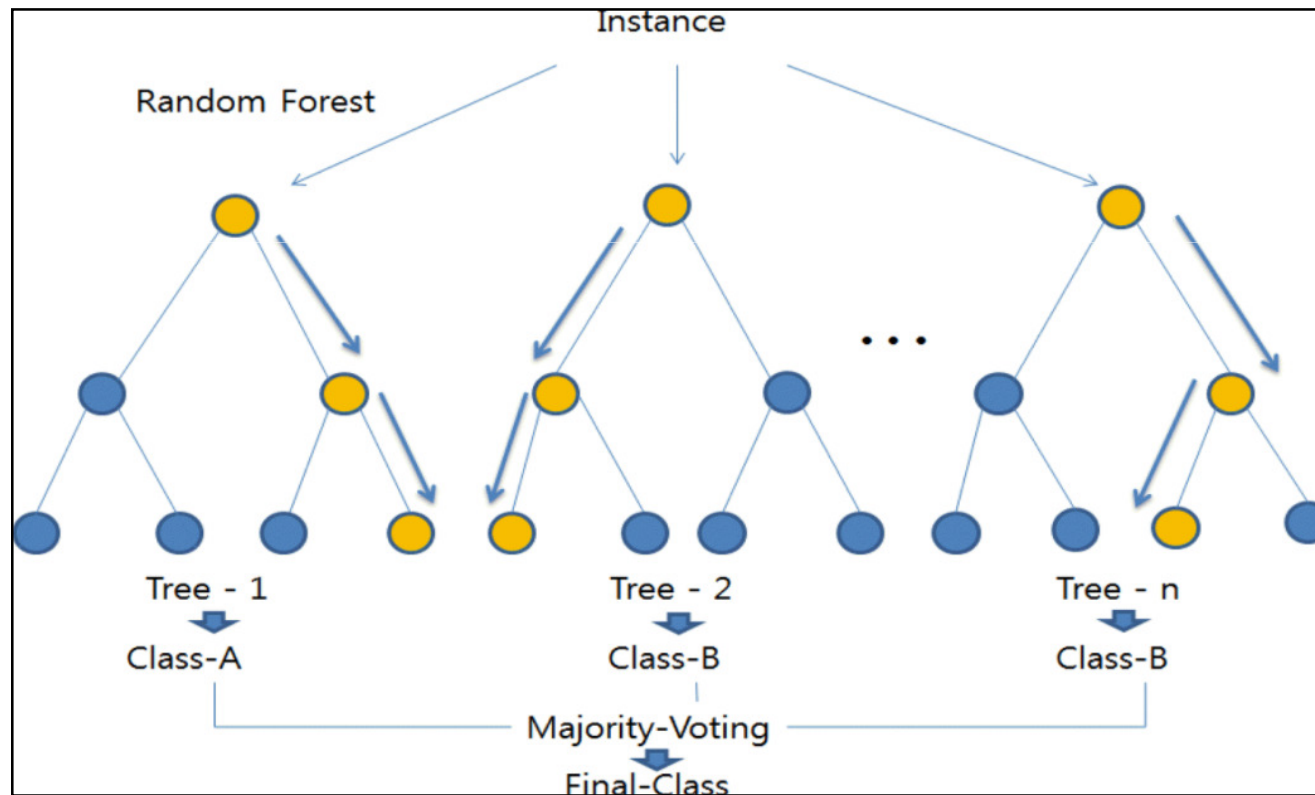 Instance
Random Forest
...
Tree - 1
Tree - 2
Tree - n
Class-A
Class-B
Class-B
Majority-Voting
Final-Class